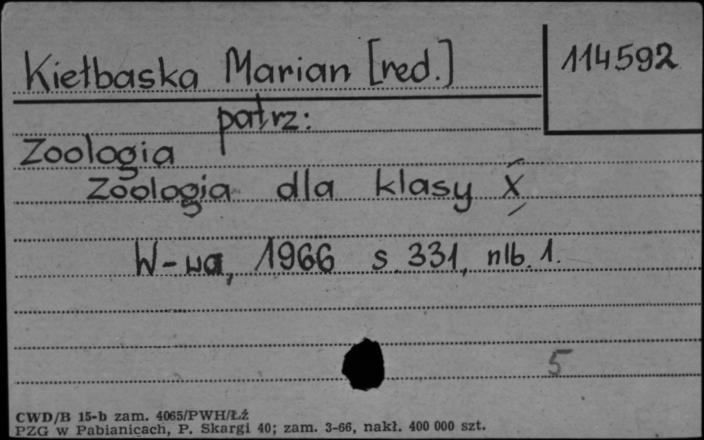 Kiełbaska Marian [red.]
114592
patrz:
Zoologia
Zoologia dla klasy X
W-wa, 1966 s. 331, nlb. 1.
5
CWD/B 15-b zam. 4065/PWH/ŁŹ
PZG w Pabianicach, P. Skargi 40; zam. 3-66, nakł. 400 000 szt.